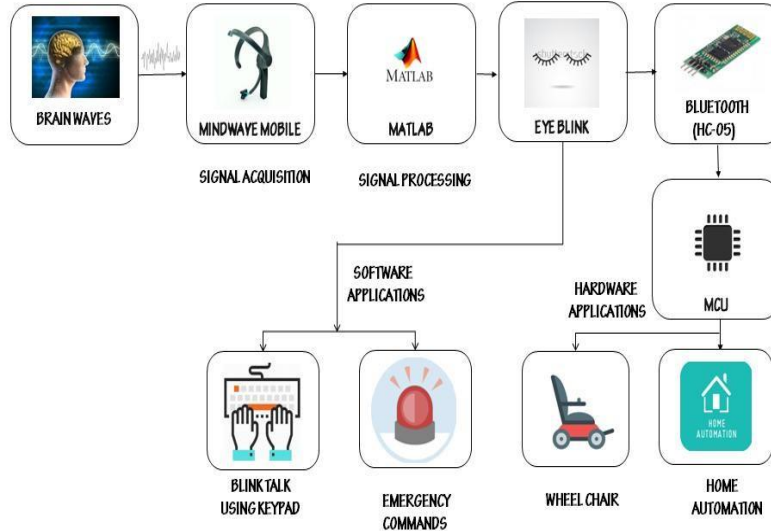 BRAIN WAVES
MINDWAVE MOBILE
MATLAB
MATLAB
EYE BLINK
BLUETOOTH
(HC-05)
SIGNAL ACQUISITION
SIGNAL PROCESSING
MCU
SOFTWARE
APPLICATIONS
HARDWARE
APPLICATIONS
HOME
AUTOMATION
BLINK TALK
USING KEYPAD
EMERGENCY
COMMANDS
WHEEL CHAIR
HOME
AUTOMATION